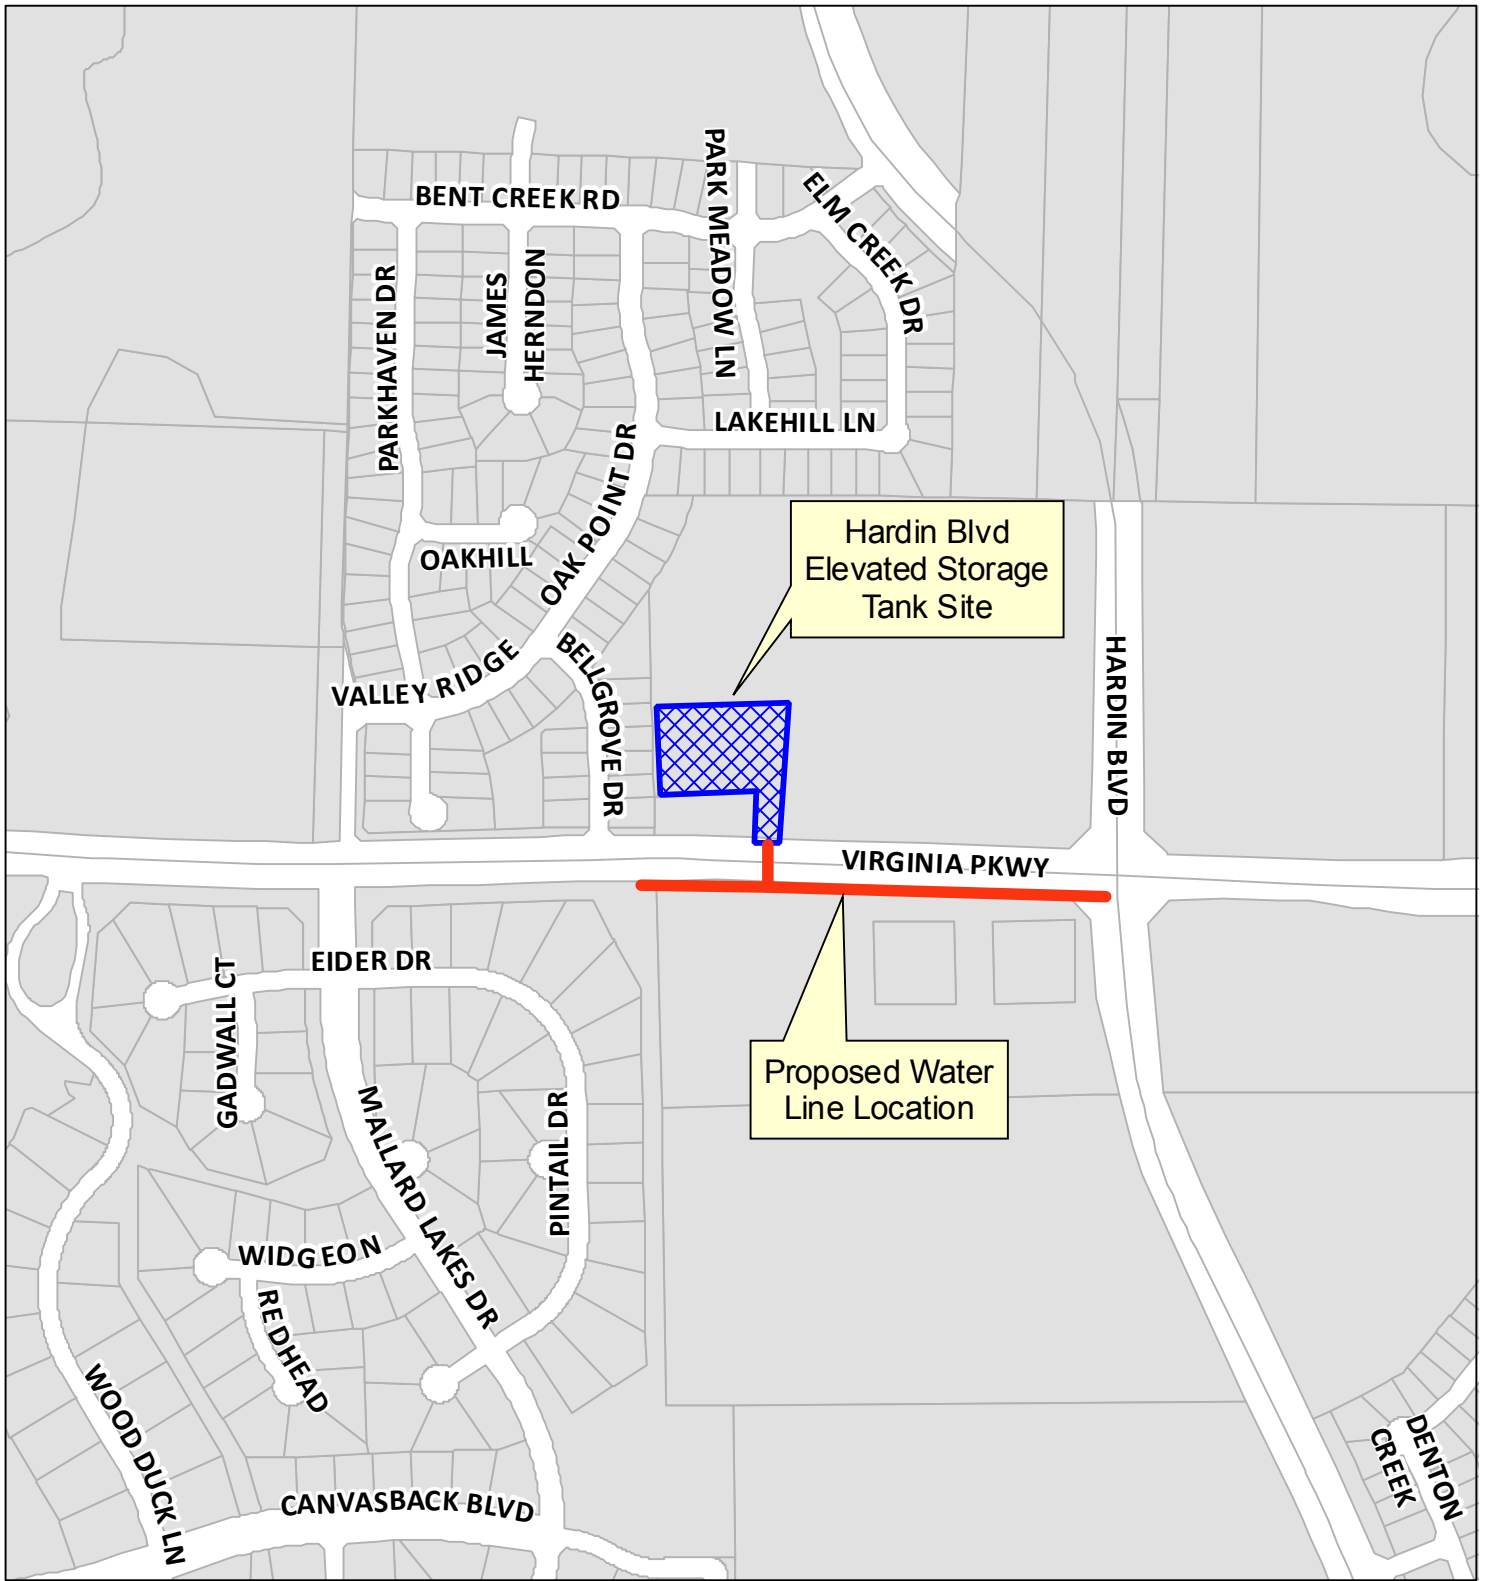 PARK MEADOW LN
BENT CREEK RD
ELM CREEK DR
PARKHAVEN DR
JAMES
HERNDON
LAKEHILL LN
OAK POINT DR
OAKHILL
Hardin Blvd
Elevated Storage
Tank Site
VALLEY RIDGE
BELLGROVE DR
HARDIN BLVD
VIRGINIA PKWY
EIDER DR
GADWALL CT
Proposed Water
Line Location
MALLARD LAKES DR
PINTAIL DR
WIDGEON
REDHEAD
WOOD DUCK LN
CANVASBACK BLVD
DENTON
CREEK